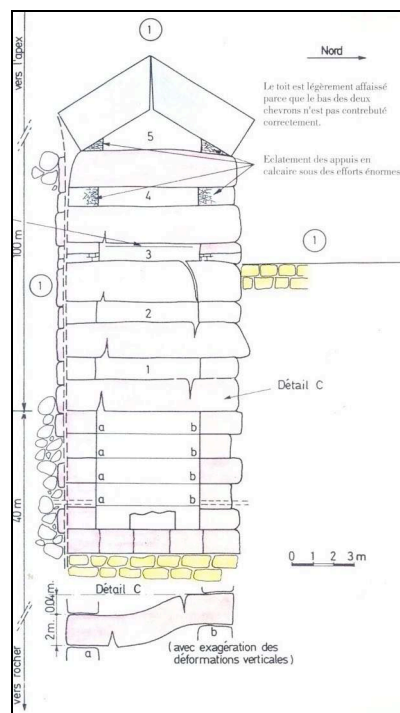 vers l'apex
1
Nord
Le toit est légèrement affaissé
parce que le bas des deux
chevrons n'est pas contrebuté
correctement.
5
Eclatement des appuis en
calcaire sous des efforts énormes
4
100 m
1
3
1
2
1
Détail C
a b
a b
a b
40 m
0 1 2 3 m
Détail C
0.04m.
2m.
a
b
(avec exagération des
déformations verticales)
vers rocher